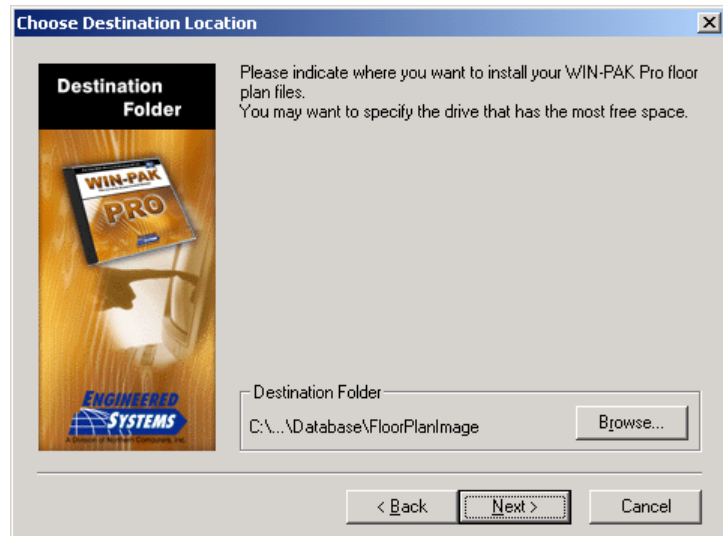 Choose Destination Location
Destination
Folder
Please indicate where you want to install your WIN-PAK Pro floor
plan files.
You may want to specify the drive that has the most free space.
WIN-PAK
PRO
ENGINEERED
SYSTEMS
A Division of Northern Computers, Inc.
Destination Folder
C:\...\Database\FloorPlanImage
Browse...
< Back
Next >
Cancel